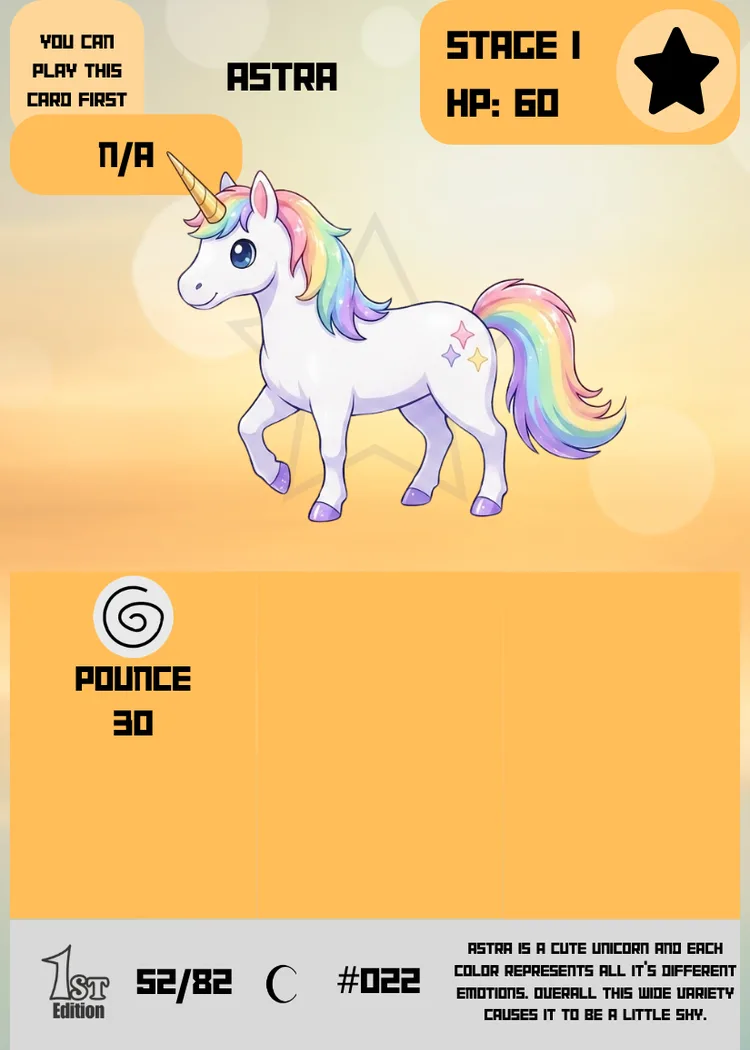 YOU CAN
PLAY THIS
CARD FIRST
ASTRA
STAGE 1
HP: 60
N/A
POUNCE
30
1ST
Edition
52/82
#022
ASTRA IS A CUTE UNICORN AND EACH
COLOR REPRESENTS ALL IT'S DIFFERENT
EMOTIONS. OVERALL THIS WIDE VARIETY
CAUSES IT TO BE A LITTLE SHY.